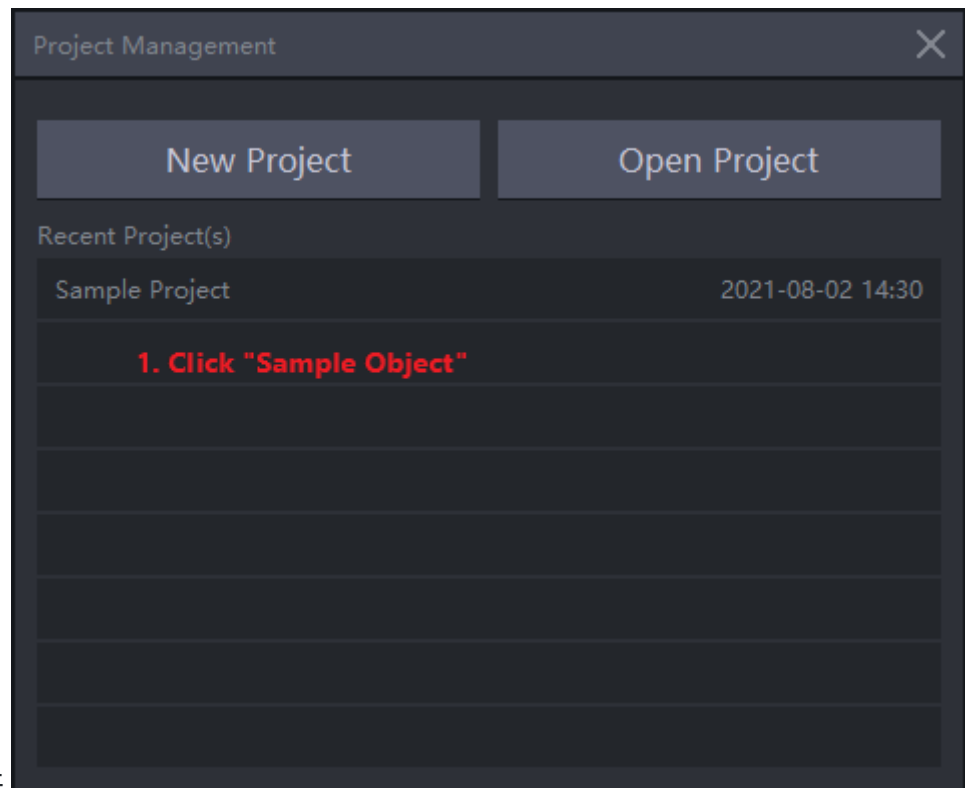 Project Management
New Project Open Project
Recent Project(s)
Sample Project 2021-08-02 14:30
1. Click "Sample Object"